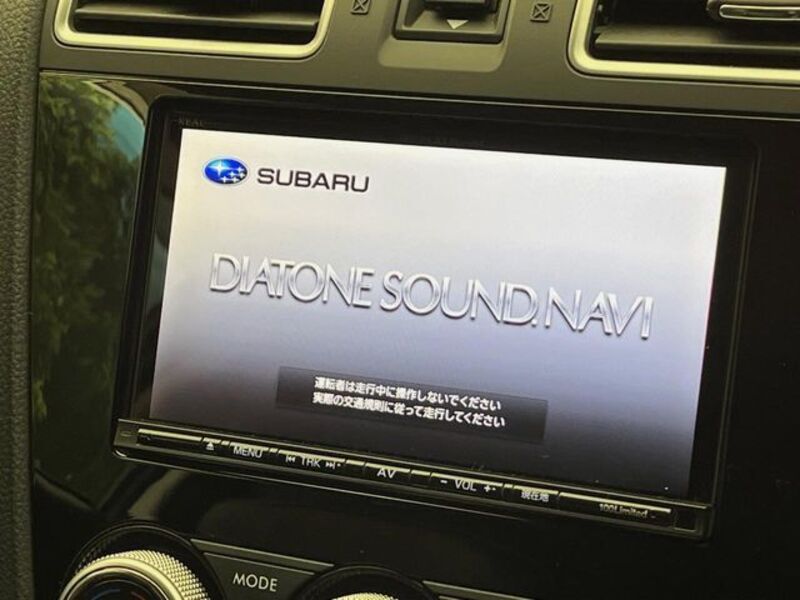 SUBARU
DIATONE SOUND.NAVI
運転者は走行中に操作しないでください
実際の交通規則に従って走行してください
MENU
TRK
AV
- VOL +
現在地
100Limited
MODE